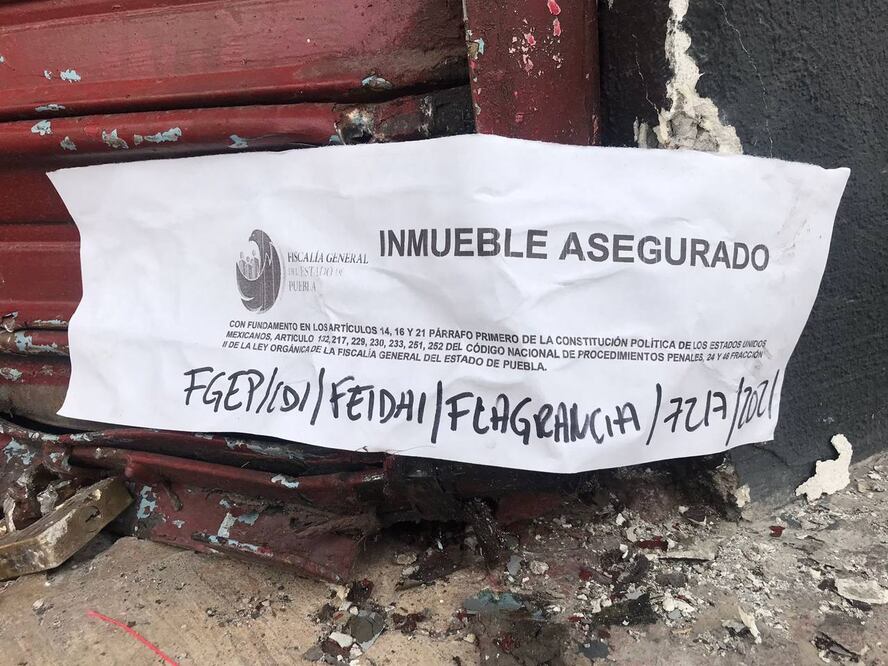 INMUEBLE ASEGURADO
FISCALÍA GENERAL
DEL ESTADO DE
PUEBLA
CON FUNDAMENTO EN LOS ARTÍCULOS 14, 16 Y 21 PÁRRAFO PRIMERO DE LA CONSTITUCIÓN POLÍTICA DE LOS ESTADOS UNIDOS
MEXICANOS, ARTICULO 132, 217, 229, 230, 233, 251, 252 DEL CÓDIGO NACIONAL DE PROCEDIMIENTOS PENALES, 24 Y 46 FRACCIÓN
II DE LA LEY ORGÁNICA DE LA FISCALÍA GENERAL DEL ESTADO DE PUEBLA.
FGEP/CDI/FEIDAI/FLAGRANCIA/7217/2021